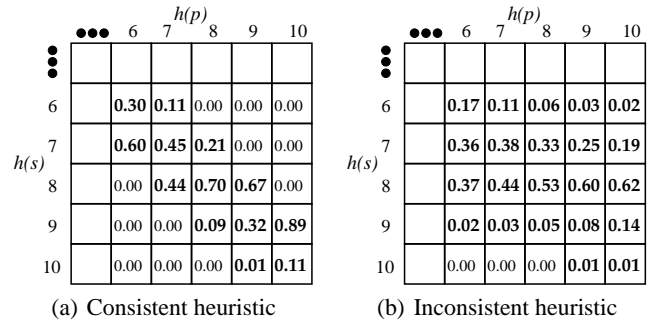 h(p) h(p)
●●● 6 7 8 9 10 ●●● 6 7 8 9 10
6 0.30 0.11 0.00 0.00 0.00 6 0.17 0.11 0.06 0.03 0.02
7 0.60 0.45 0.21 0.00 0.00 7 0.36 0.38 0.33 0.25 0.19
h(s) h(s)
8 0.00 0.44 0.70 0.67 0.00 8 0.37 0.44 0.53 0.60 0.62
9 0.00 0.00 0.09 0.32 0.89 9 0.02 0.03 0.05 0.08 0.14
10 0.00 0.00 0.00 0.01 0.11 10 0.00 0.00 0.00 0.01 0.01
(a) Consistent heuristic (b) Inconsistent heuristic